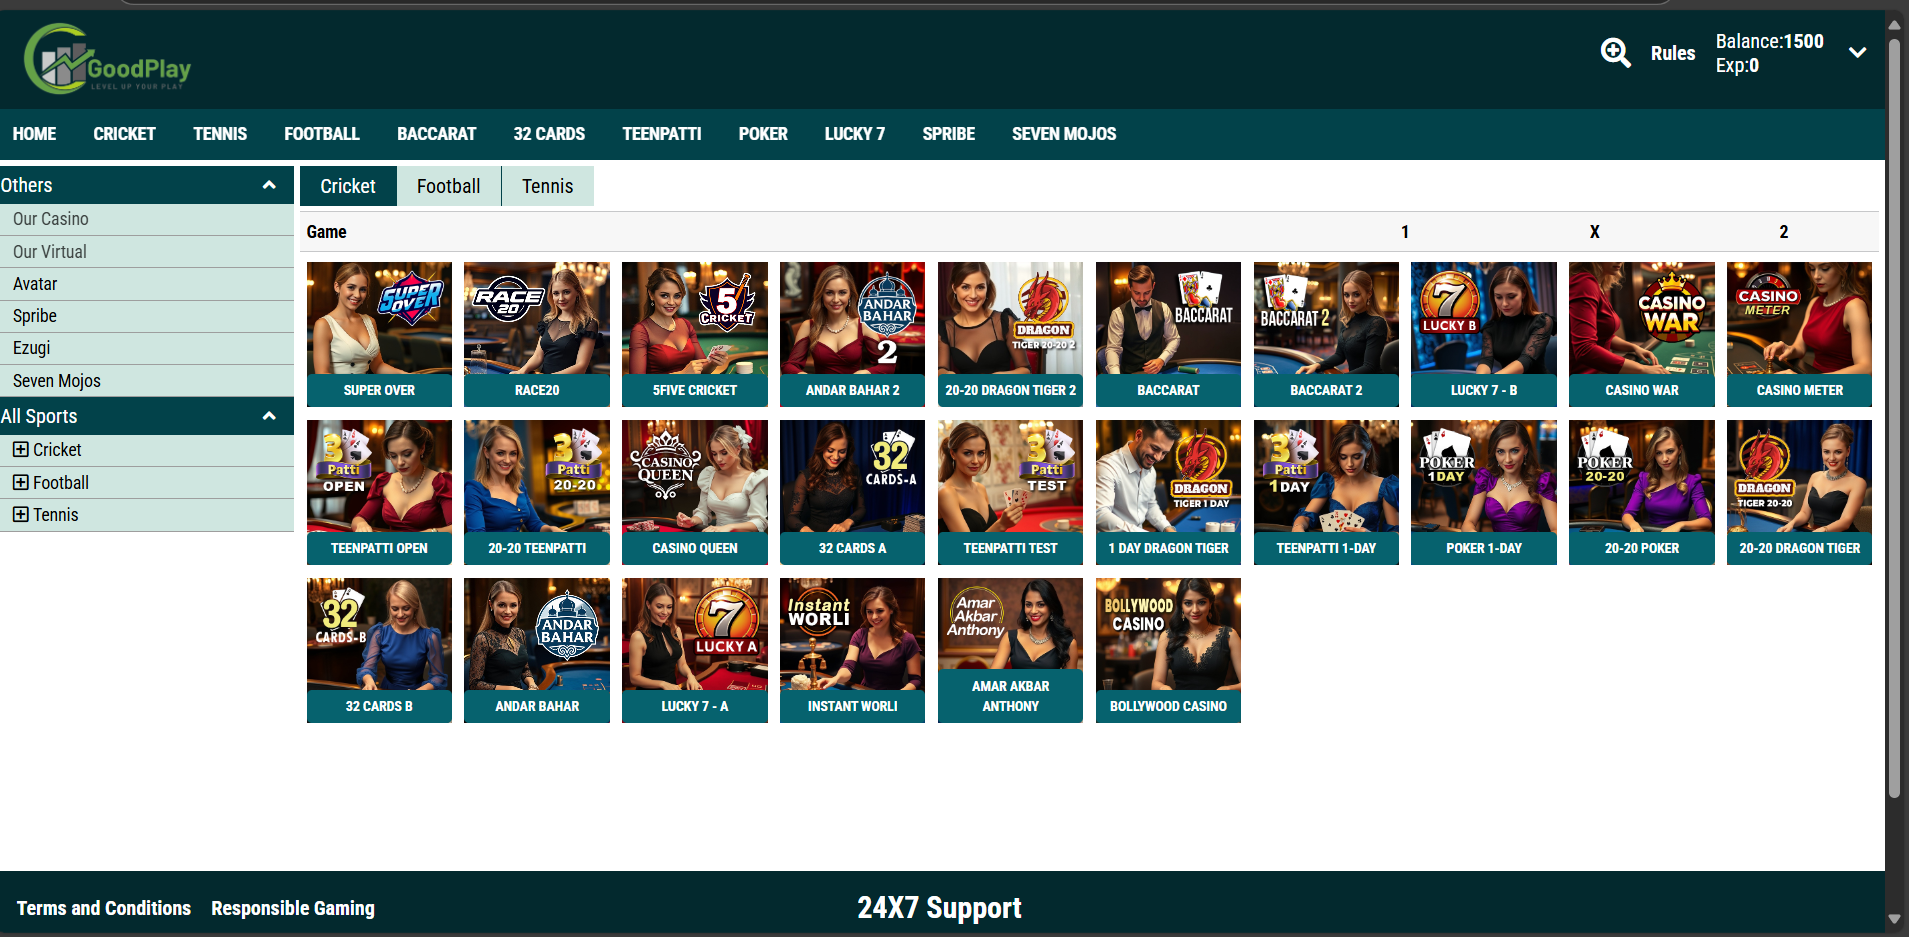 GoodPlay
LEVEL UP YOUR PLAY
Rules
Balance:1500
Exp:0
HOME CRICKET TENNIS FOOTBALL BACCARAT 32 CARDS TEENPATTI POKER LUCKY 7 SPRIBE SEVEN MOJOS
Others
Our Casino
Our Virtual
Avatar
Spribe
Ezugi
Seven Mojos
All Sports
Cricket
Football
Tennis
Cricket Football Tennis
Game 1 X 2
SUPER
OVER
SUPER OVER
RACE
20
RACE20
5
CRICKET
5FIVE CRICKET
ANDAR
BAHAR
2
ANDAR BAHAR 2
DRAGON
TIGER 20-20 2
20-20 DRAGON TIGER 2
BACCARAT
BACCARAT
BACCARAT 2
BACCARAT 2
7
LUCKY B
LUCKY 7 - B
CASINO
WAR
CASINO WAR
CASINO
METER
CASINO METER
3
Patti
OPEN
TEENPATTI OPEN
3
Patti
20-20
20-20 TEENPATTI
CASINO
QUEEN
CASINO QUEEN
32
CARDS-A
32 CARDS A
3
Patti
TEST
TEENPATTI TEST
DRAGON
TIGER 1 DAY
1 DAY DRAGON TIGER
3
Patti
1 DAY
TEENPATTI 1-DAY
POKER
1DAY
POKER 1-DAY
POKER
20-20
20-20 POKER
DRAGON
TIGER 20-20
20-20 DRAGON TIGER
32
CARDS-B
32 CARDS B
ANDAR
BAHAR
ANDAR BAHAR
7
LUCKY A
LUCKY 7 - A
Instant
WORLI
INSTANT WORLI
Amar
Akbar
Anthony
AMAR AKBAR
ANTHONY
BOLLYWOOD
CASINO
BOLLYWOOD CASINO
Terms and Conditions Responsible Gaming
24X7 Support